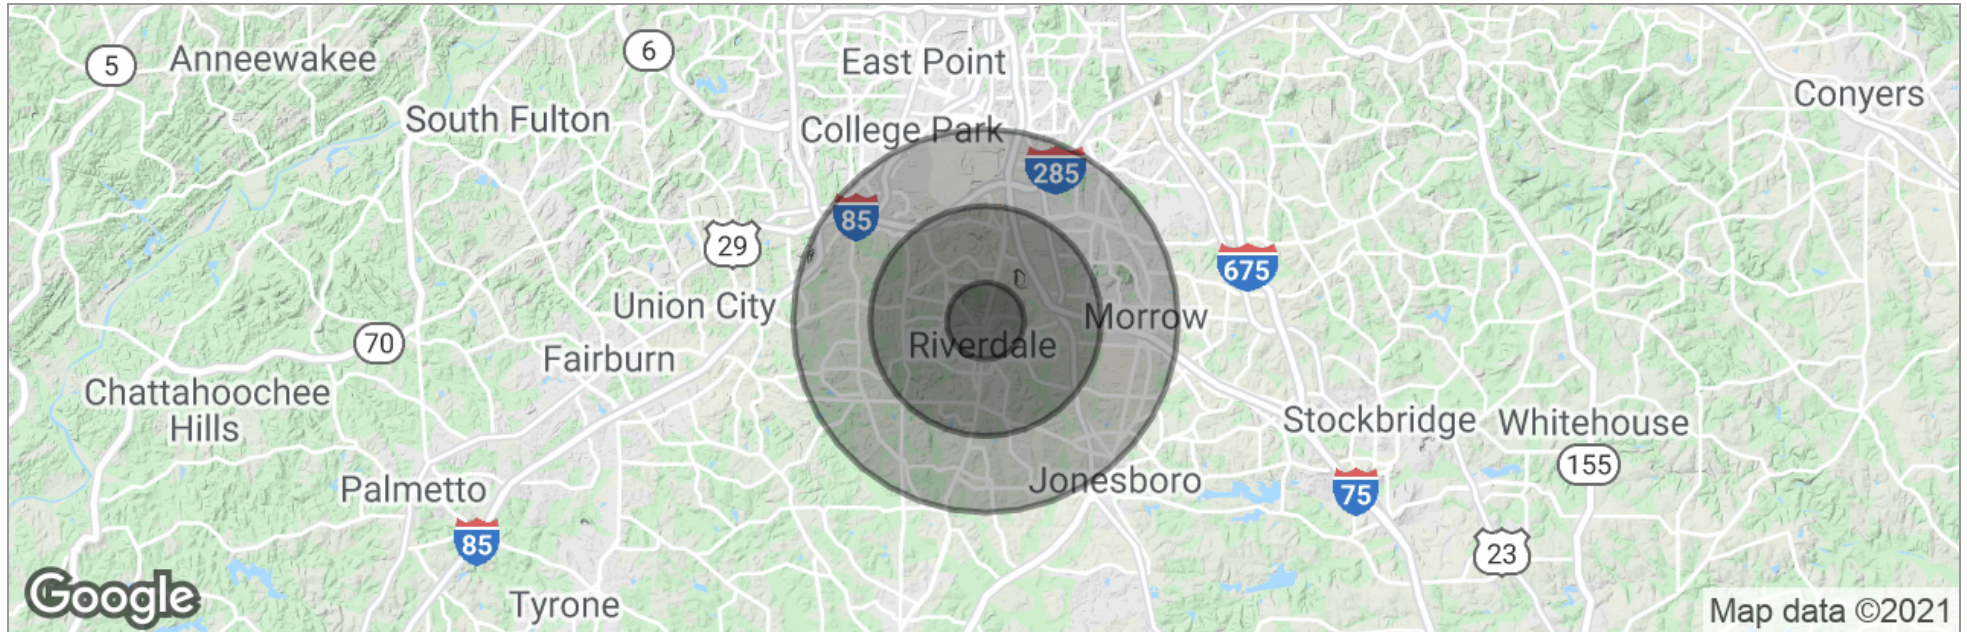 6
5
Anneewakee
East Point
Conyers
South Fulton
College Park
285
85
29
675
Union City
Morrow
70
Riverdale
Fairburn
Chattahoochee
Hills
Stockbridge
Whitehouse
155
Jonesboro
Palmetto
75
85
23
Google
Tyrone
Map data ©2021